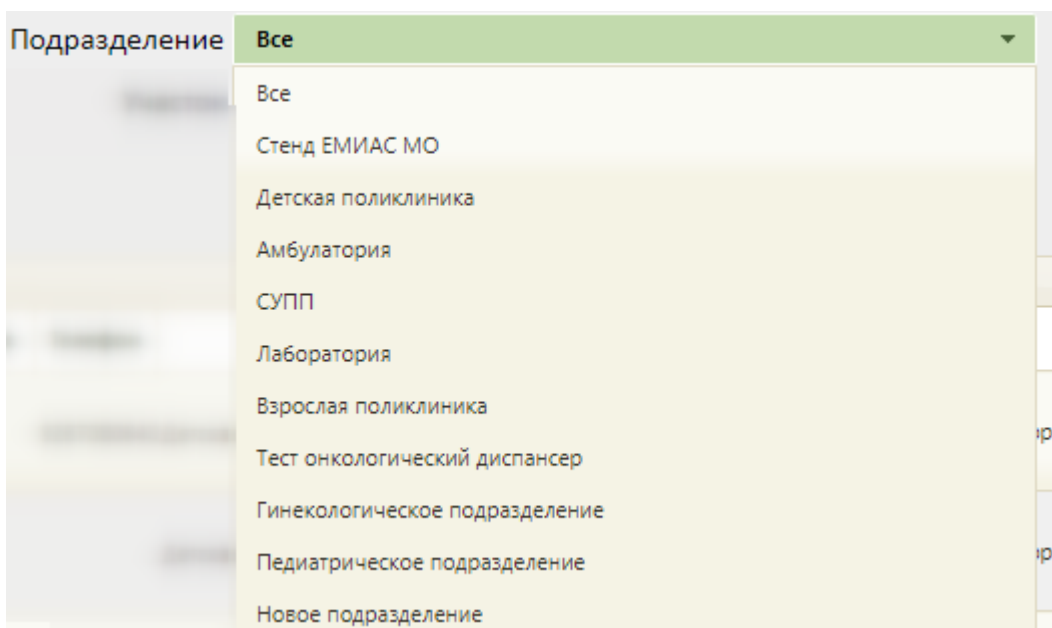 Подразделение Все
Все
Стенд ЕМИАС МО
Детская поликлиника
Амбулатория
СУПП
Лаборатория
Взрослая поликлиника
Тест онкологический диспансер
Гинекологическое подразделение
Педиатрическое подразделение
Новое подразделение